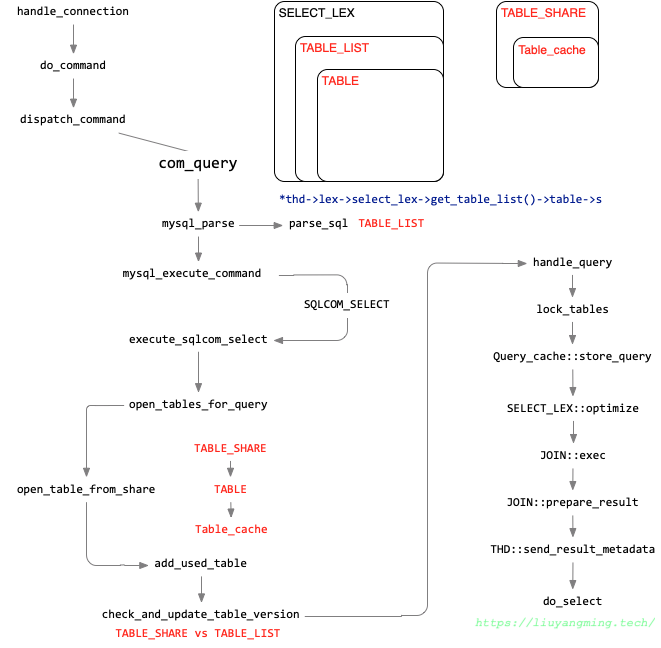 handle_connection
do_command
dispatch_command
com_query
SELECT_LEX
TABLE_LIST
TABLE
TABLE_SHARE
Table_cache
*thd->lex->select_lex->get_table_list()->table->s
mysql_parse
parse_sql TABLE_LIST
mysql_execute_command
SQLCOM_SELECT
execute_sqlcom_select
open_tables_for_query
TABLE_SHARE
TABLE
Table_cache
open_table_from_share
add_used_table
check_and_update_table_version
TABLE_SHARE vs TABLE_LIST
handle_query
lock_tables
Query_cache::store_query
SELECT_LEX::optimize
JOIN::exec
JOIN::prepare_result
THD::send_result_metadata
do_select
https://liuyangming.tech/